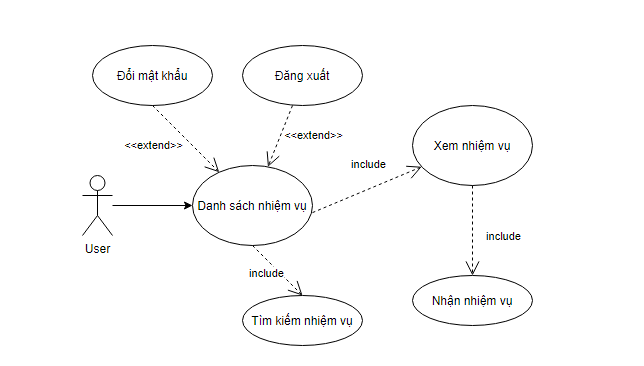 Đổi mật khẩu
Đăng xuất
<<extend>>
<<extend>>
Xem nhiệm vụ
include
Danh sách nhiệm vụ
User
include
include
Nhận nhiệm vụ
Tìm kiếm nhiệm vụ